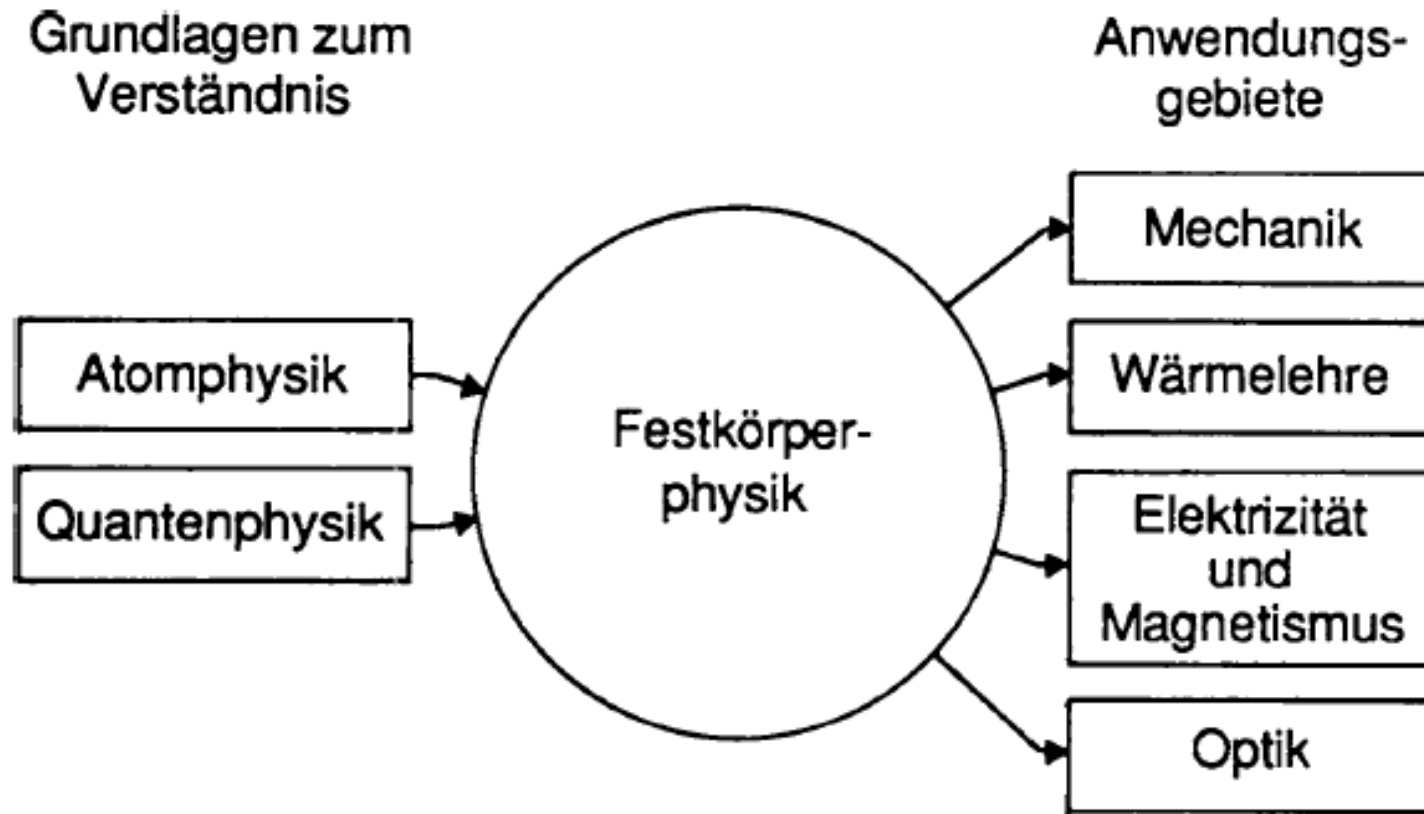 Grundlagen zum
Verständnis
Anwendungs-
gebiete
Atomphysik
Quantenphysik
Festkörper-
physik
Mechanik
Wärmelehre
Elektrizität
und
Magnetismus
Optik